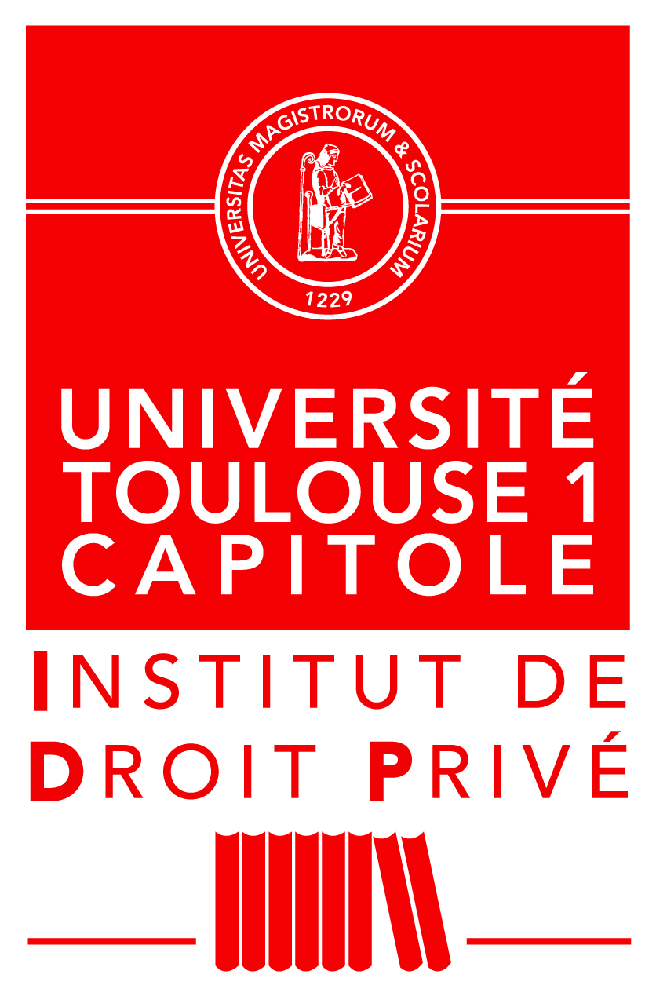 UNIVERSITAS MAGISTRORUM & SCOLARIUM
1229
UNIVERSITÉ
TOULOUSE 1
CAPITOLE
INSTITUT DE
DROIT PRIVÉ